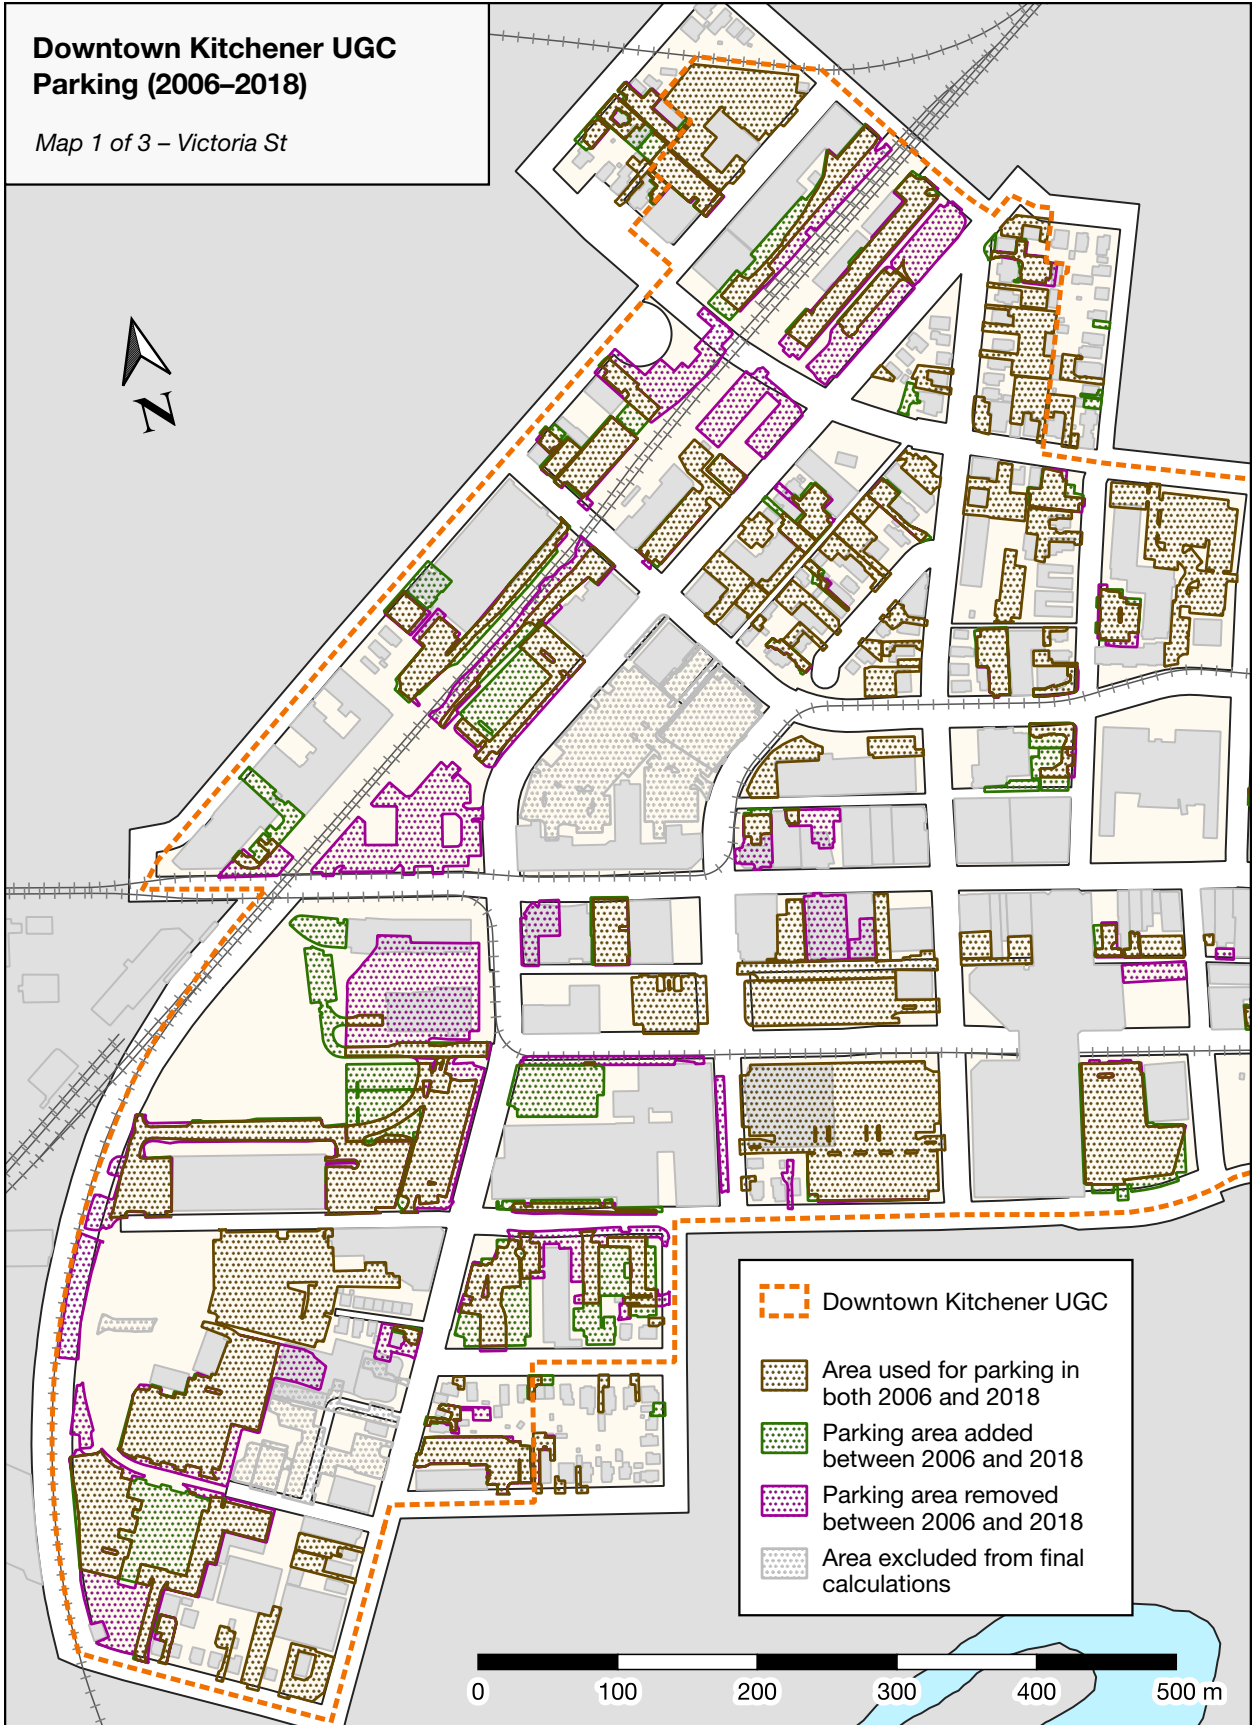 Downtown Kitchener UGC
Parking (2006–2018)
Map 1 of 3 – Victoria St
N
Downtown Kitchener UGC
Area used for parking in
both 2006 and 2018
Parking area added
between 2006 and 2018
Parking area removed
between 2006 and 2018
Area excluded from final
calculations
0 100 200 300 400 500 m